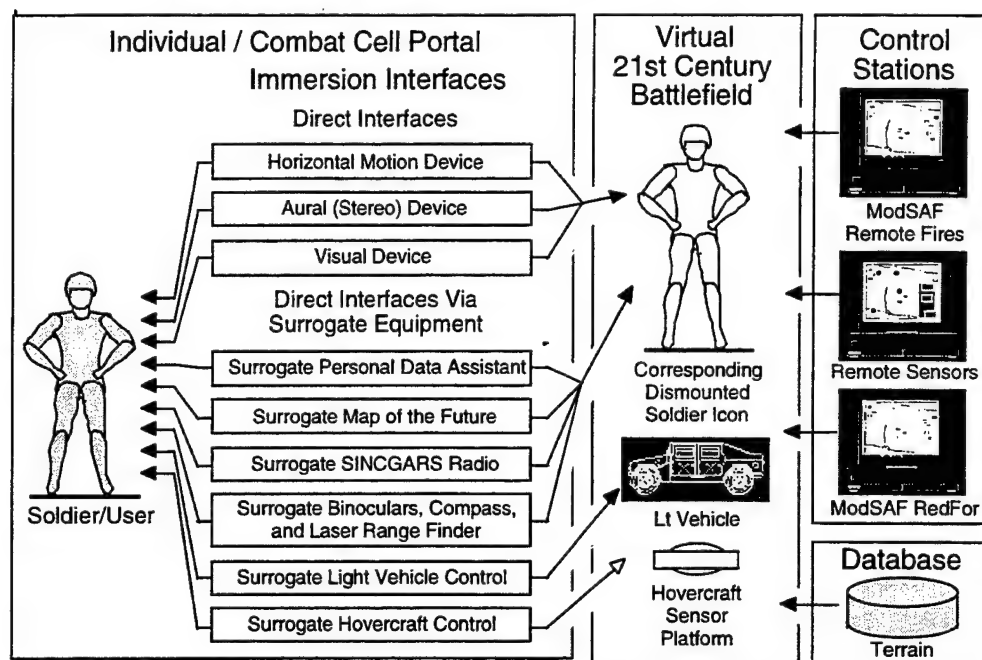 Individual / Combat Cell Portal
Immersion Interfaces
Direct Interfaces
Horizontal Motion Device
Aural (Stereo) Device
Visual Device
Direct Interfaces Via
Surrogate Equipment
Surrogate Personal Data Assistant
Surrogate Map of the Future
Surrogate SINCGARS Radio
Surrogate Binoculars, Compass,
and Laser Range Finder
Surrogate Light Vehicle Control
Surrogate Hovercraft Control
Soldier/User
Virtual
21st Century
Battlefield
Corresponding
Dismounted
Soldier Icon
Lt Vehicle
Hovercraft
Sensor
Platform
Control
Stations
ModSAF
Remote Fires
Remote Sensors
ModSAF RedFor
Database
Terrain